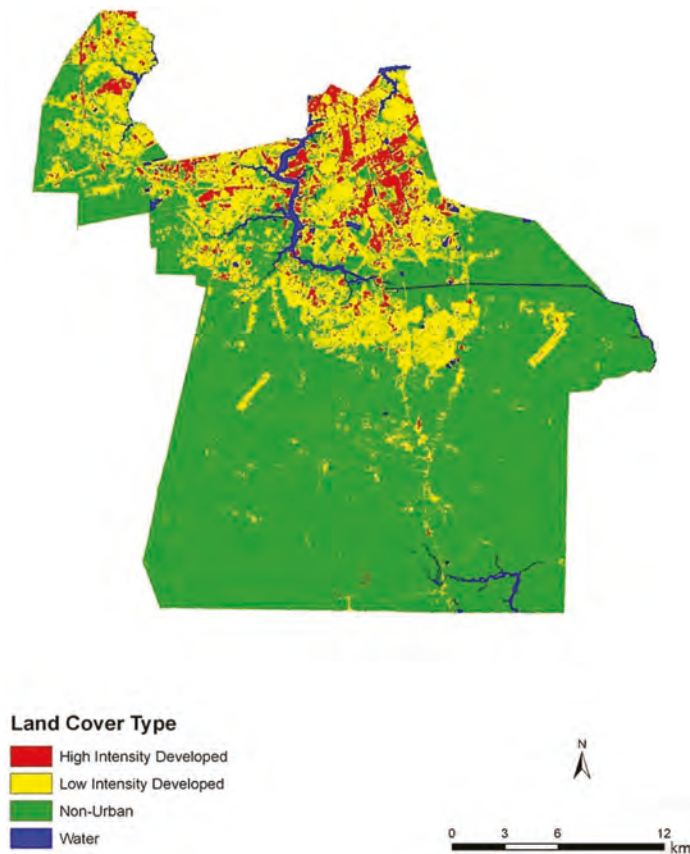 Land Cover Type
High Intensity Developed
Low Intensity Developed
Non-Urban
Water
N
0 3 6 12
km